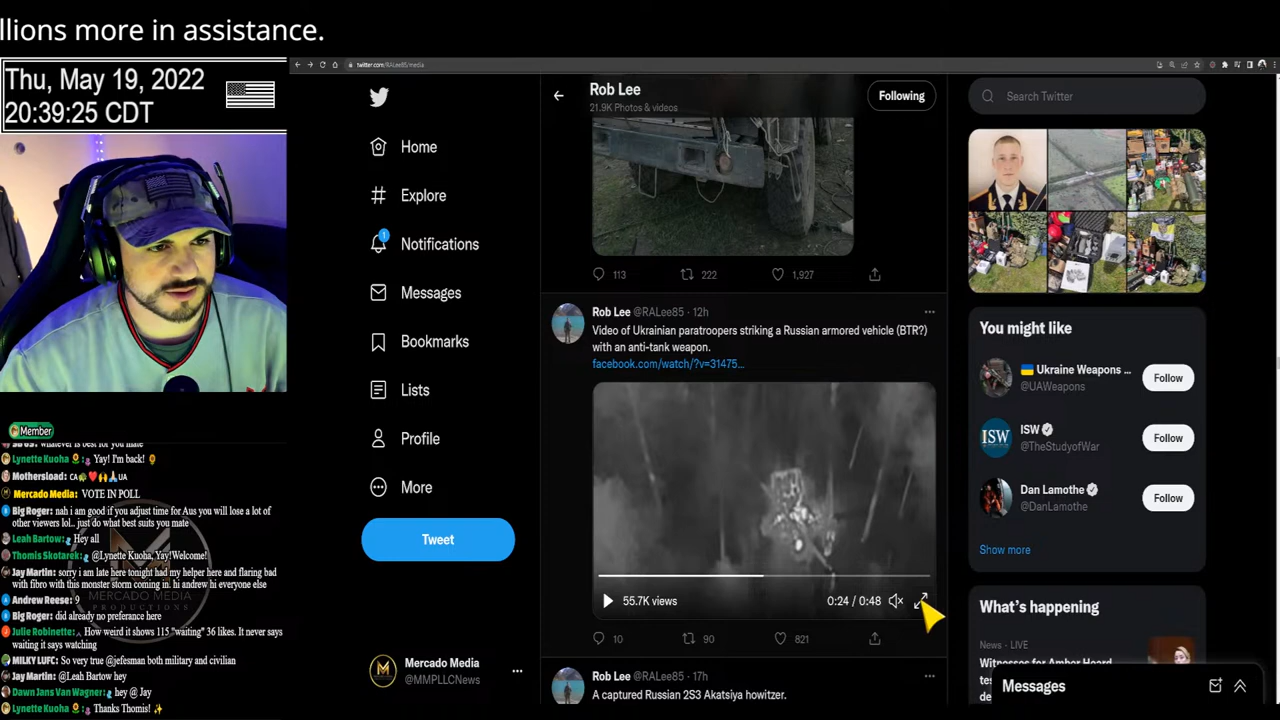 llions more in assistance.
Thu, May 19, 2022
20:39:25 CDT
twitter.com/RALee85/media
Rob Lee
21.9K Photos & videos
Following
Search Twitter
Home
Explore
1
Notifications
Messages
Bookmarks
Lists
Profile
More
Tweet
Mercado Media
@MMPLLCNews
113
222
1,927
Rob Lee @RALee85 · 12h
Video of Ukrainian paratroopers striking a Russian armored vehicle (BTR?)
with an anti-tank weapon.
facebook.com/watch/?v=31475...
55.7K views
0:24 / 0:48
10
90
821
Rob Lee @RALee85 · 17h
A captured Russian 2S3 Akatsiya howitzer.
You might like
Ukraine Weapons ...
@UAWeapons
Follow
ISW
ISW
@TheStudyofWar
Follow
Dan Lamothe
@DanLamothe
Follow
Show more
What's happening
News · LIVE
Witnesses for Amber Heard
Messages
Member
whatever is best for you mate
Lynette Kuoha Yay! I'm back!
Mothersload: CA UA
Mercado Media: VOTE IN POLL
Big Roger: nah i am good if you adjust time for Aus you will lose a lot of
other viewers lol.. just do what best suits you mate
Leah Bartow: Hey all
Thomis Skotarek: @Lynette Kuoha, Yay!Welcome!
Jay Martin: sorry i am late here tonight had my helper here and flaring bad
with fibro with this monster storm coming in. hi andrew hi everyone else
Andrew Reese: 9
Big Roger: did already no preferance here
Julie Robinette: How weird it shows 115 "waiting" 36 likes. It never says
waiting it says watching
MILKY LUFC: So very true @jefesman both military and civilian
Jay Martin: @Leah Bartow hey
Dawn Jans Van Wagner: hey @ Jay
Lynette Kuoha Thanks Thomis!
MERCADO MEDIA
PRODUCTIONS